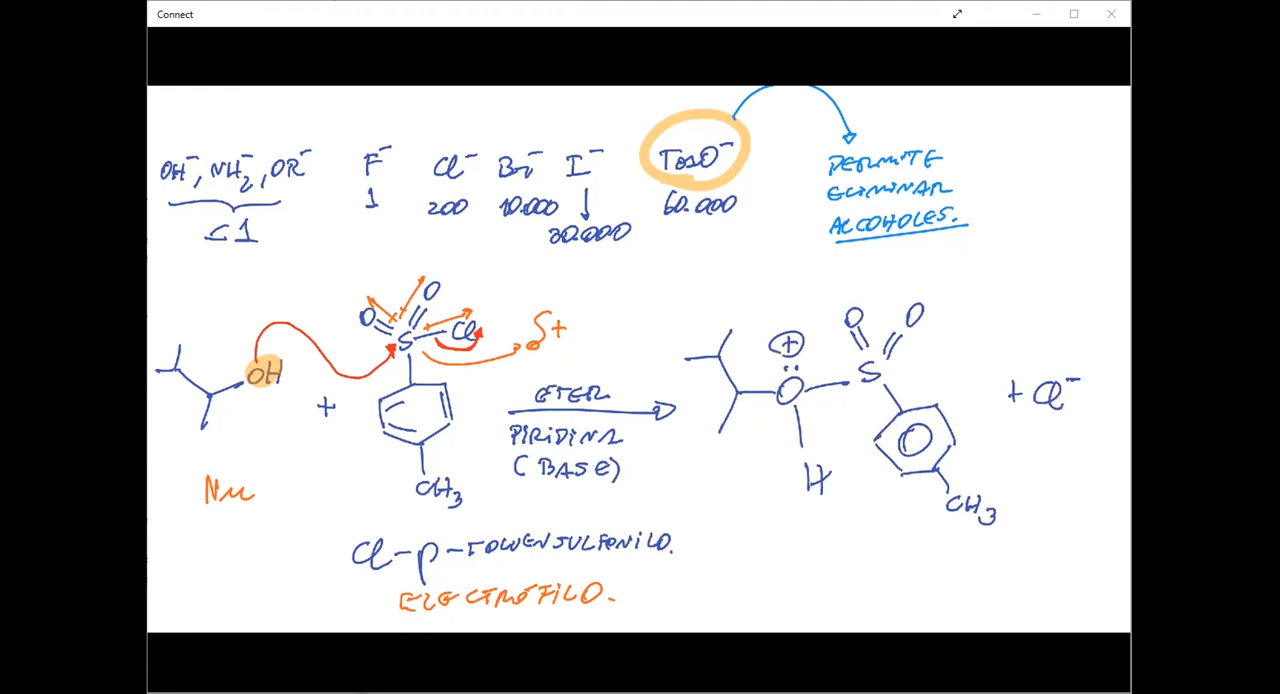 Connect
OH⁻, NH₂⁻, OR⁻ F⁻ Cl⁻ Br⁻ I⁻ TosO⁻
≤1 1 200 10.000 30.000 60.000
PERMITE
ELIMINAR
ALCOHOLES.
O O
S Cl δ+
OH
+
CH₃
Nu
ETER
PIRIDINA
(BASE)
O O
+ S
O
H
CH₃
+ Cl⁻
Cl-p-TOLUENSULFONILO.
ELECTRÓFILO.